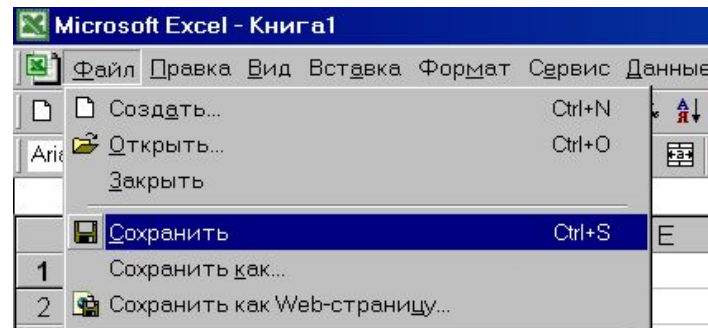 Microsoft Excel - Книга1
Файл Правка Вид Вставка Формат Сервис Данные
Создать... Ctrl+N
А
Я
Открыть... Ctrl+O
Закрыть
Сохранить Ctrl+S
E
1
Сохранить как...
2
Сохранить как Web-страницу...